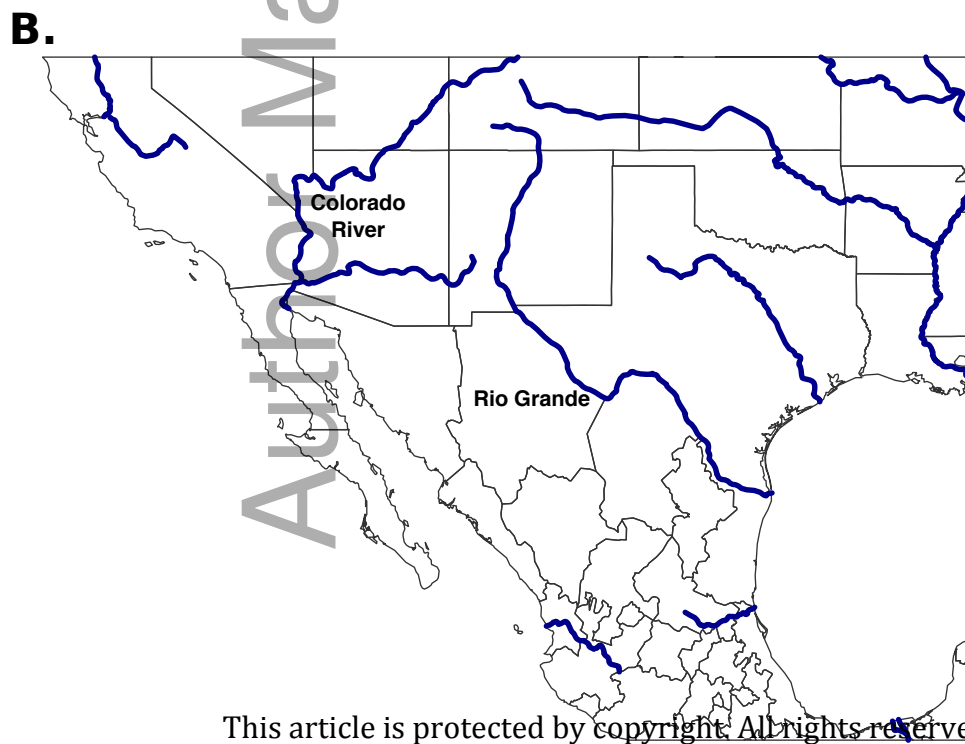 B.
Colorado
River
Rio Grande
Author Ma
This article is protected by copyright. All rights reserve